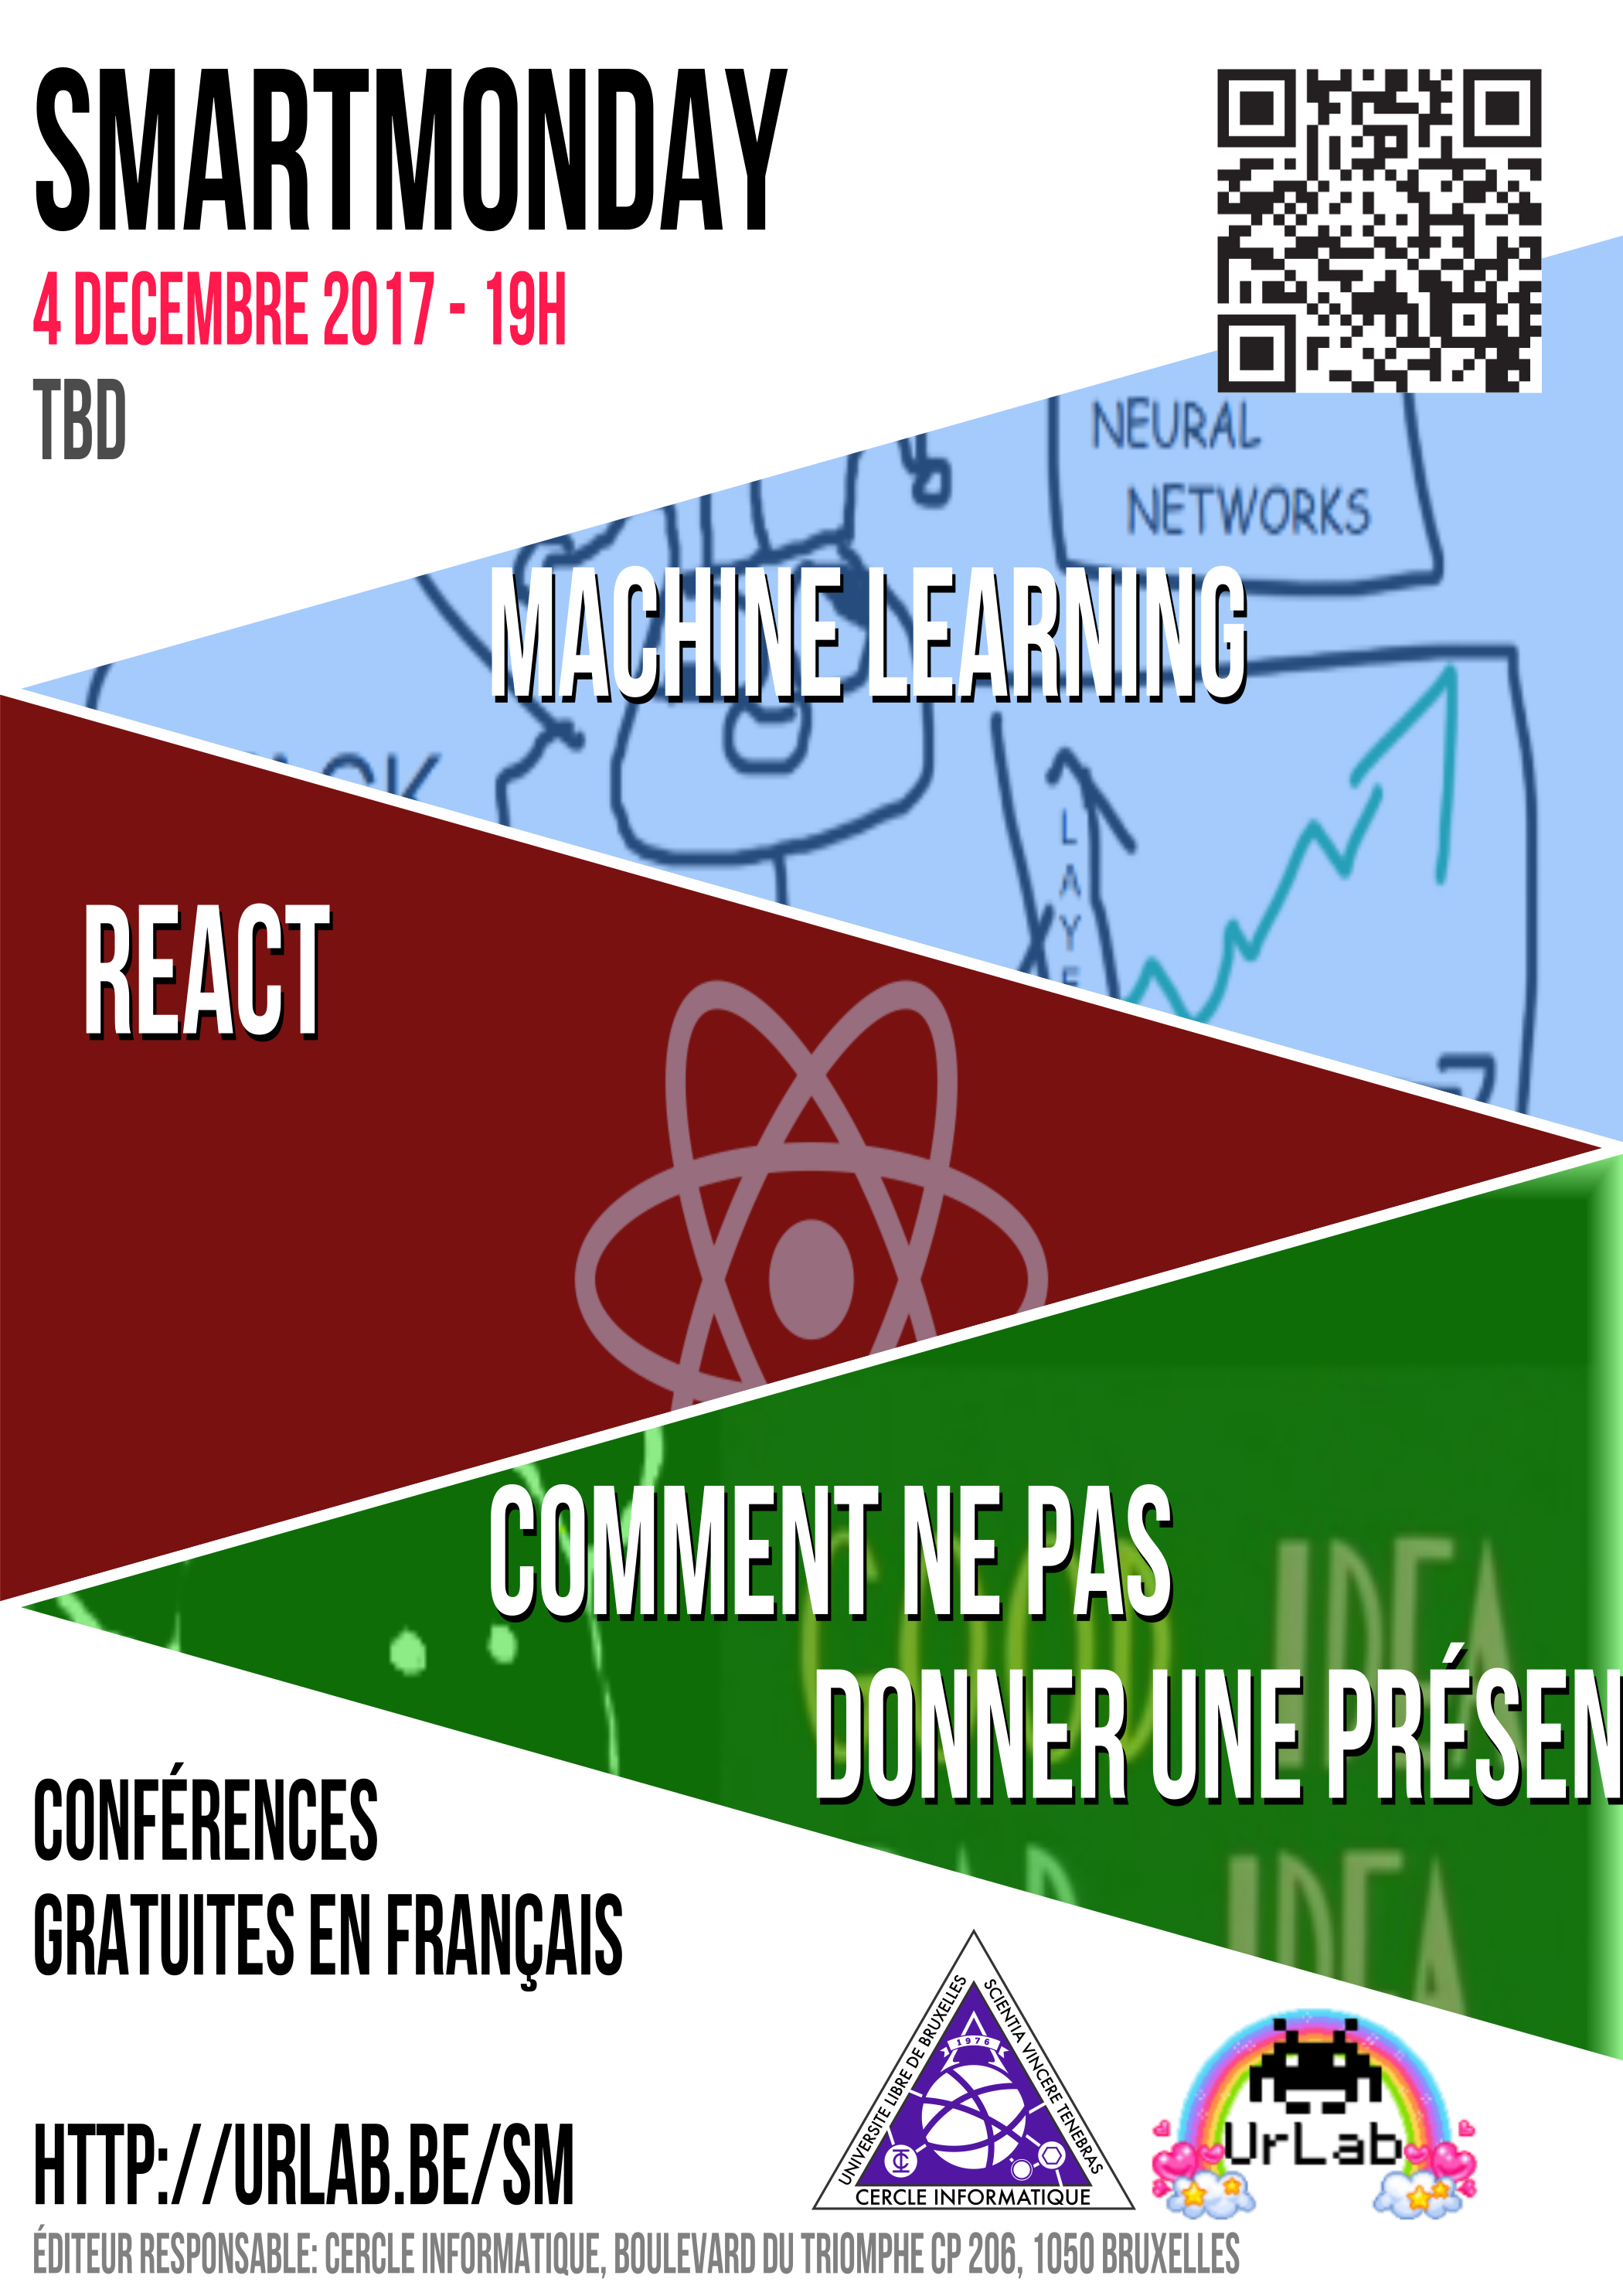 SMARTMONDAY
4 DECEMBRE 2017 - 19H
TBD
NEURAL
NETWORKS
MACHINE LEARNING
L
A
Y
E
REACT
COMMENT NE PAS
GOOD IDEA
DONNER UNE PRÉSEN
IDEA
CONFÉRENCES
GRATUITES EN FRANÇAIS
HTTP://URLAB.BE/SM
UNIVERSITE LIBRE DE BRUXELLES
SCIENTIA VINCERE TENEBRAS
1976
CERCLE INFORMATIQUE
UrLab
ÉDITEUR RESPONSABLE: CERCLE INFORMATIQUE, BOULEVARD DU TRIOMPHE CP 206, 1050 BRUXELLES